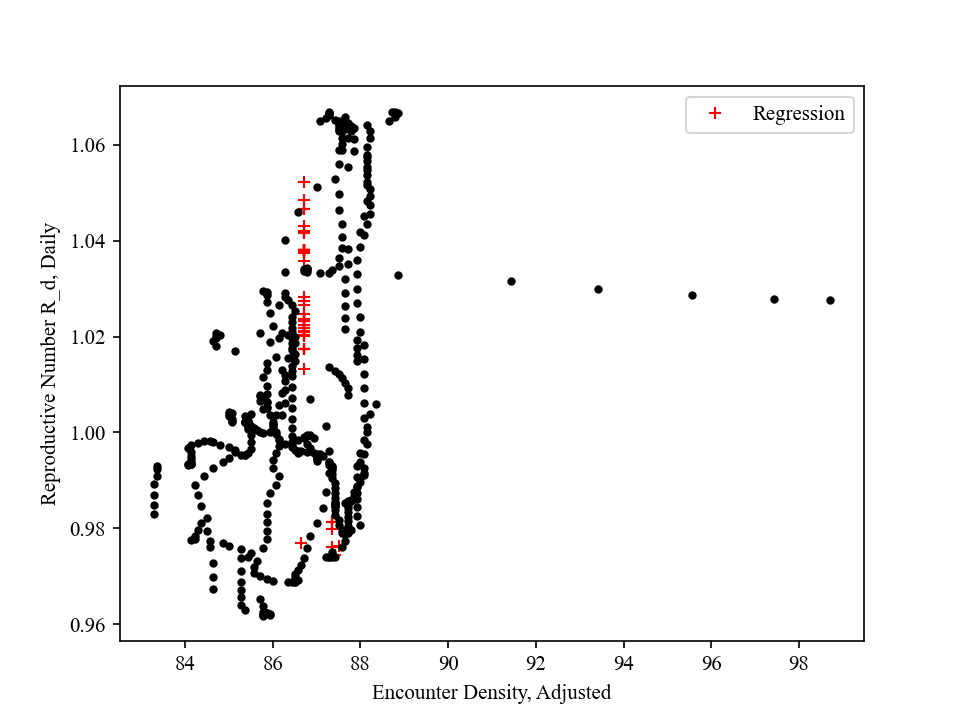 Regression
1.06
1.04
1.02
1.00
0.98
0.96
Reproductive Number R_d, Daily
84 86 88 90 92 94 96 98
Encounter Density, Adjusted